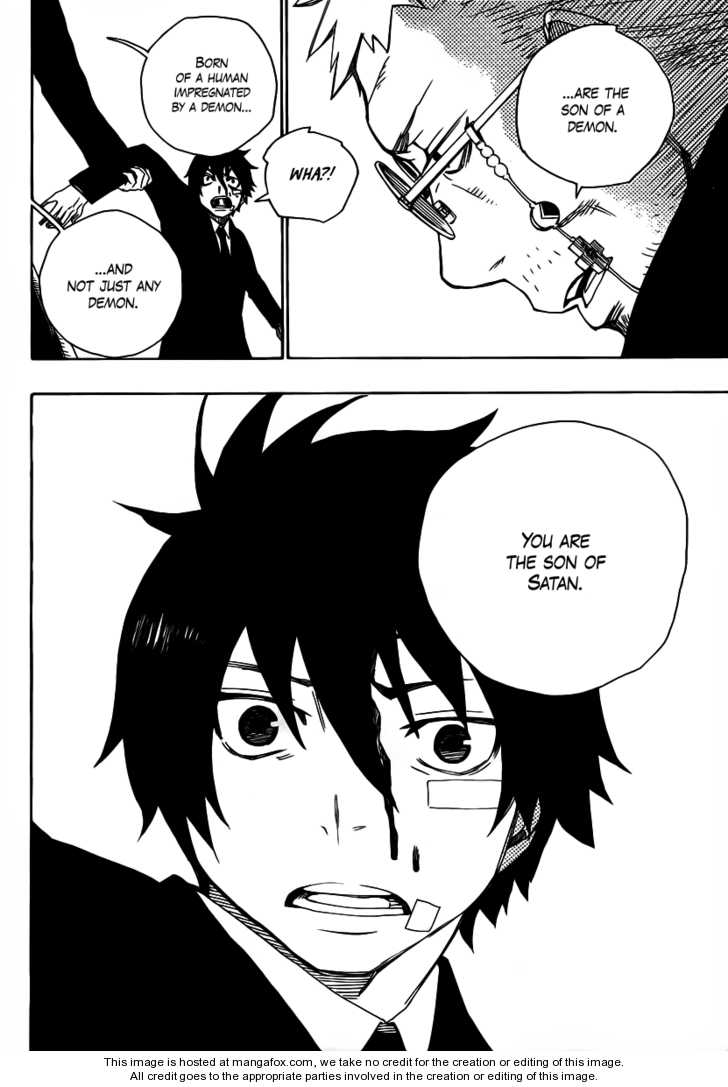 ...ARE THE
SON OF A
DEMON.
WHA?!
BORN
OF A HUMAN
IMPREGNATED
BY A DEMON...
...AND
NOT JUST ANY
DEMON.
YOU ARE
THE SON OF
SATAN.
This image is hosted at mangafox.com, we take no credit for the creation or editing of this image.
All credit goes to the appropriate parties involved in the creation or editing of this image.